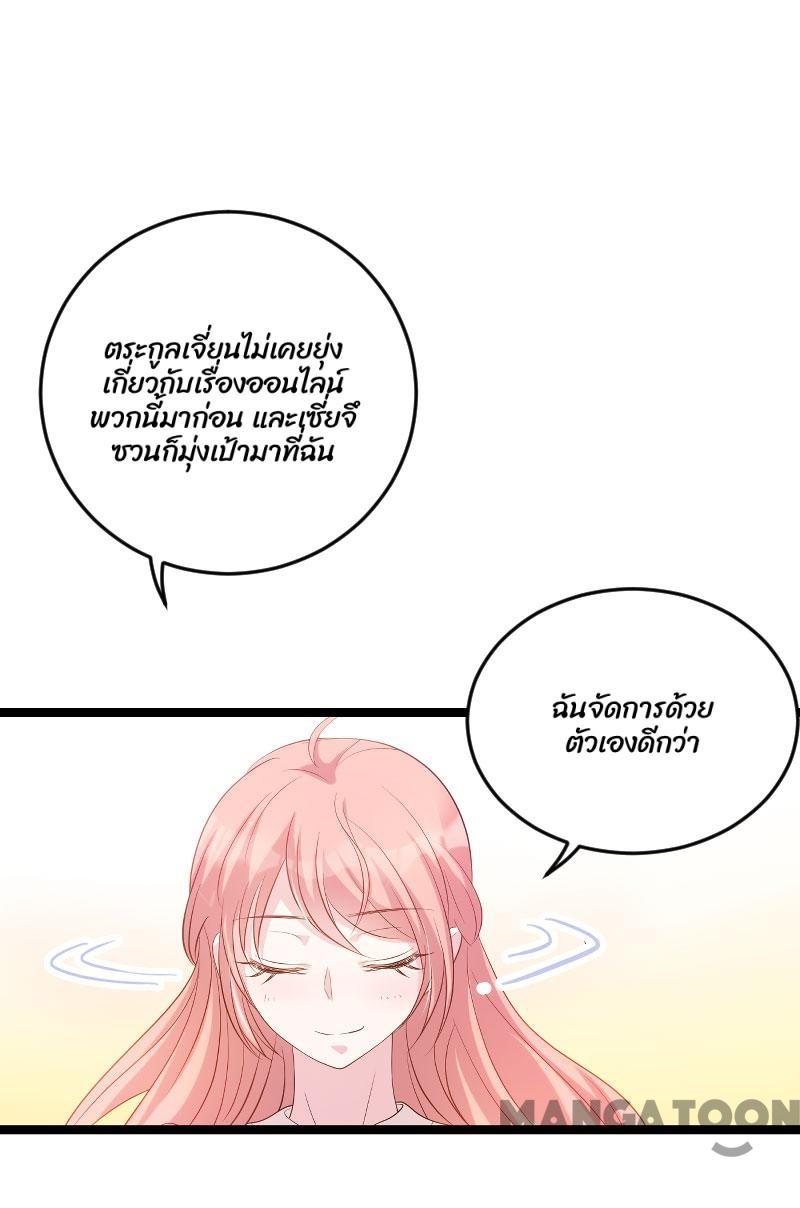 ตระกูลเจี่ยนไม่เคยยุ่ง
เกี่ยวกับเรื่องออนไลน์
พวกนี้มาก่อน และเซี่ยจื่
ซวนก็มุ่งเป้ามาที่ฉัน
ฉันจัดการด้วย
ตัวเองดีกว่า
MANGATOON